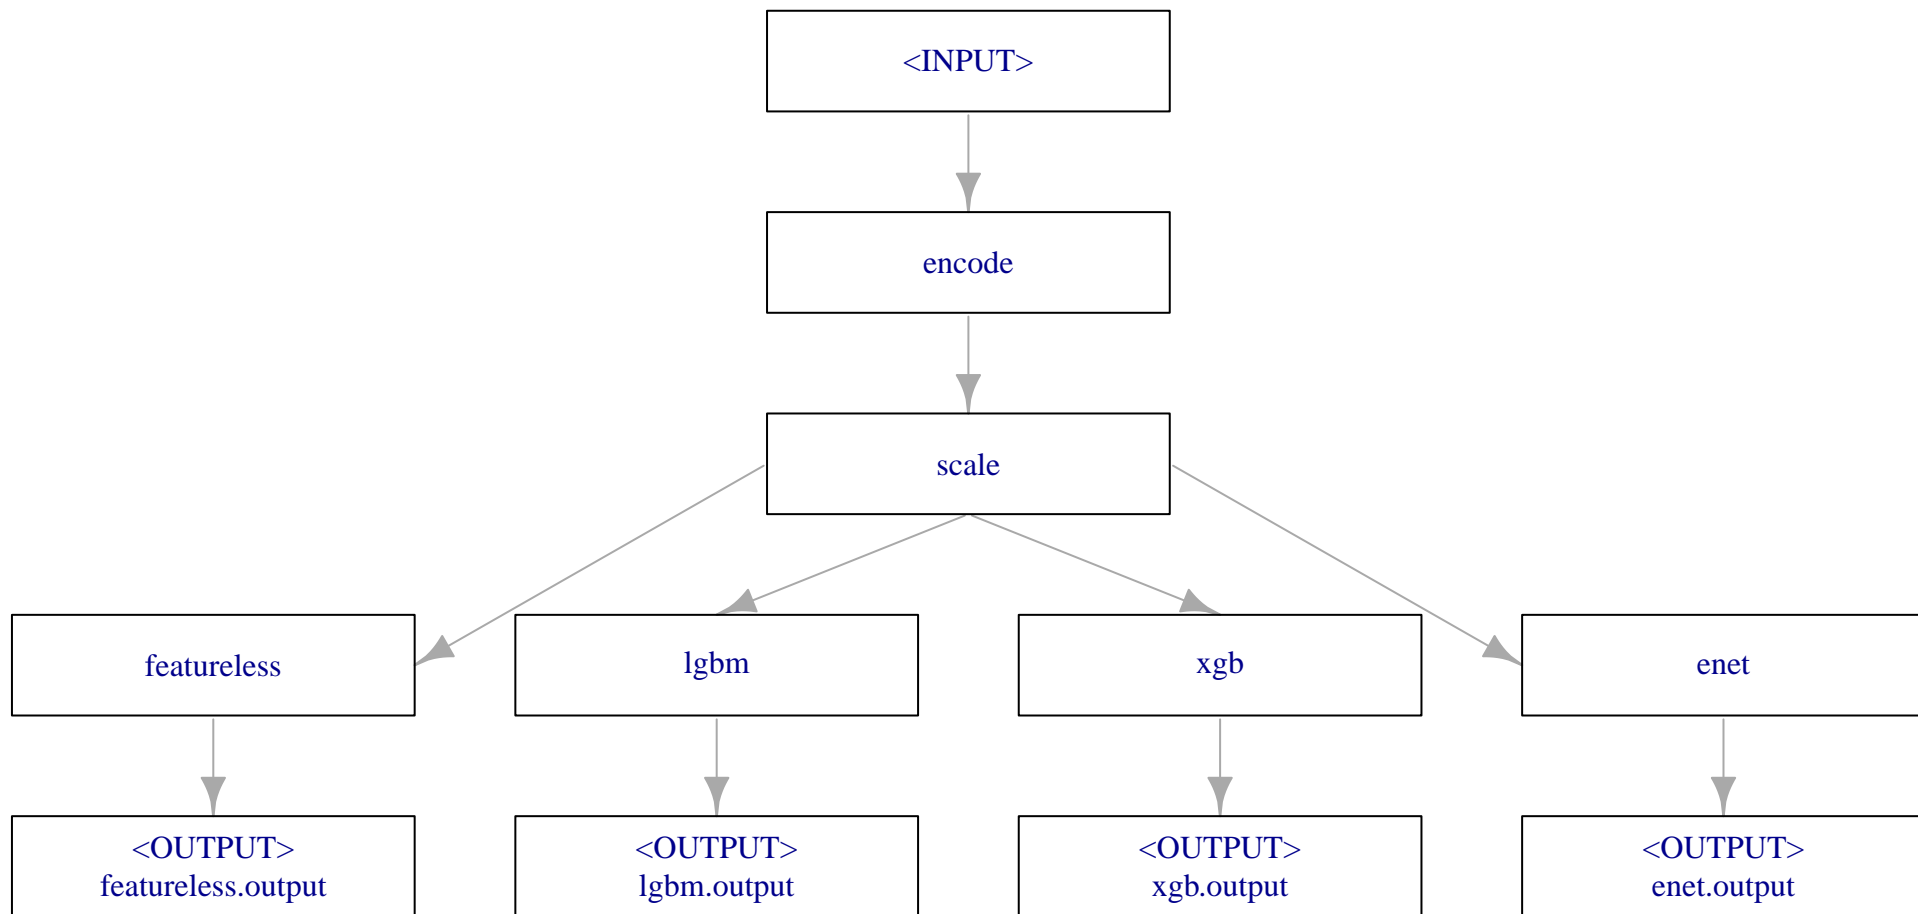 <INPUT>
encode
scale
featureless
lgbm
xgb
enet
<OUTPUT>
featureless.output
<OUTPUT>
lgbm.output
<OUTPUT>
xgb.output
<OUTPUT>
enet.output